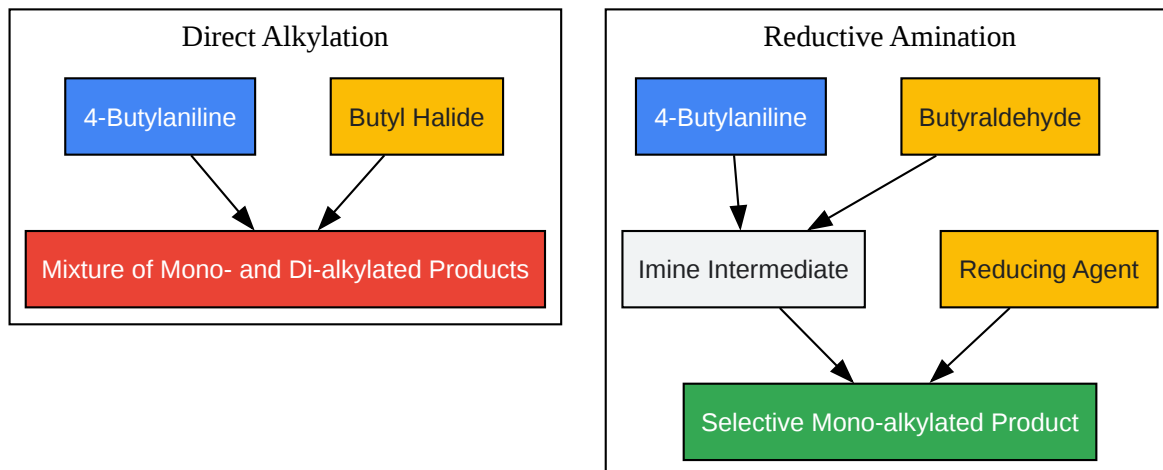 Direct Alkylation
4-Butylaniline
Butyl Halide
Mixture of Mono- and Di-alkylated Products
Reductive Amination
4-Butylaniline
Butyraldehyde
Imine Intermediate
Reducing Agent
Selective Mono-alkylated Product